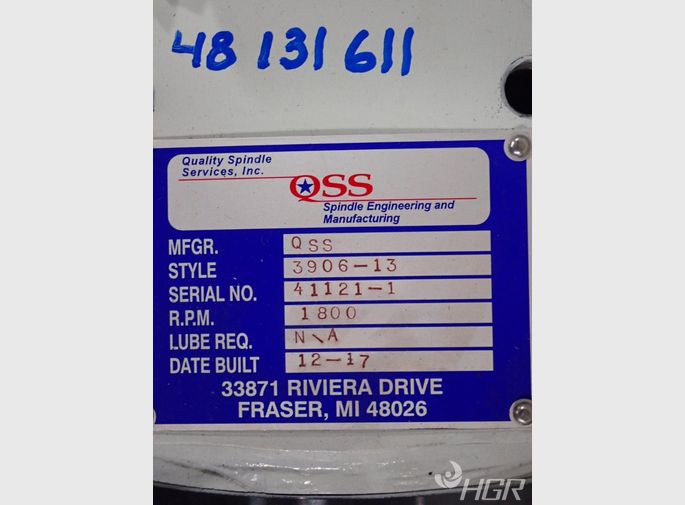 48 131 611
Quality Spindle
Services, Inc.
QSS
Spindle Engineering and
Manufacturing
MFGR. QSS
STYLE 3906-13
SERIAL NO. 41121-1
R.P.M. 1800
LUBE REQ. N\A
DATE BUILT 12-17
33871 RIVIERA DRIVE
FRASER, MI 48026
HGR